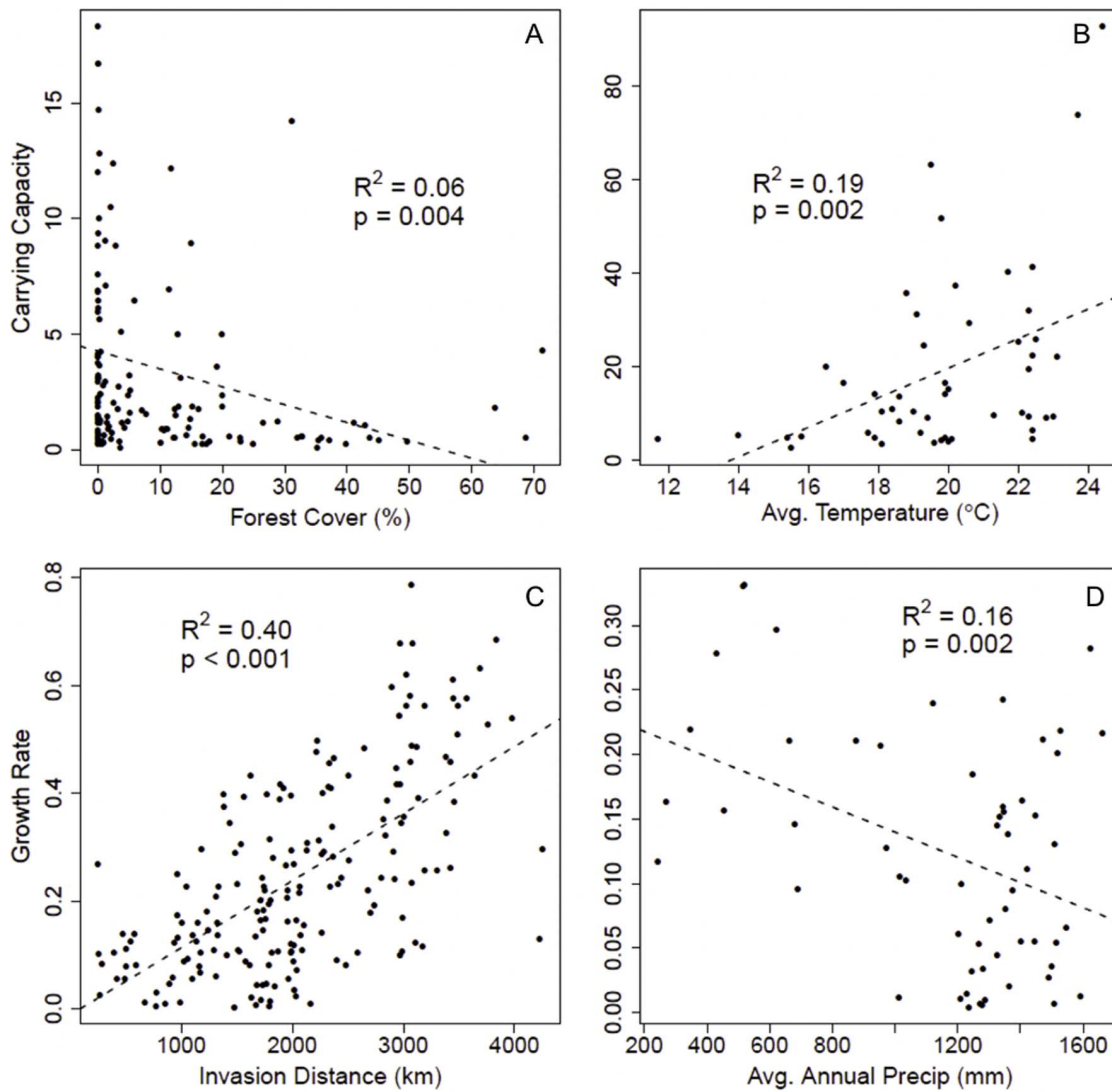 A
Carrying Capacity
15
10
5
0
R² = 0.06
p = 0.004
0 10 20 30 40 50 60 70
Forest Cover (%)
B
80
60
40
20
0
R² = 0.19
p = 0.002
12 14 16 18 20 22 24
Avg. Temperature (°C)
C
Growth Rate
0.8
0.6
0.4
0.2
0.0
R² = 0.40
p < 0.001
1000 2000 3000 4000
Invasion Distance (km)
D
0.30
0.25
0.20
0.15
0.10
0.05
0.00
R² = 0.16
p = 0.002
200 400 600 800 1200 1600
Avg. Annual Precip (mm)